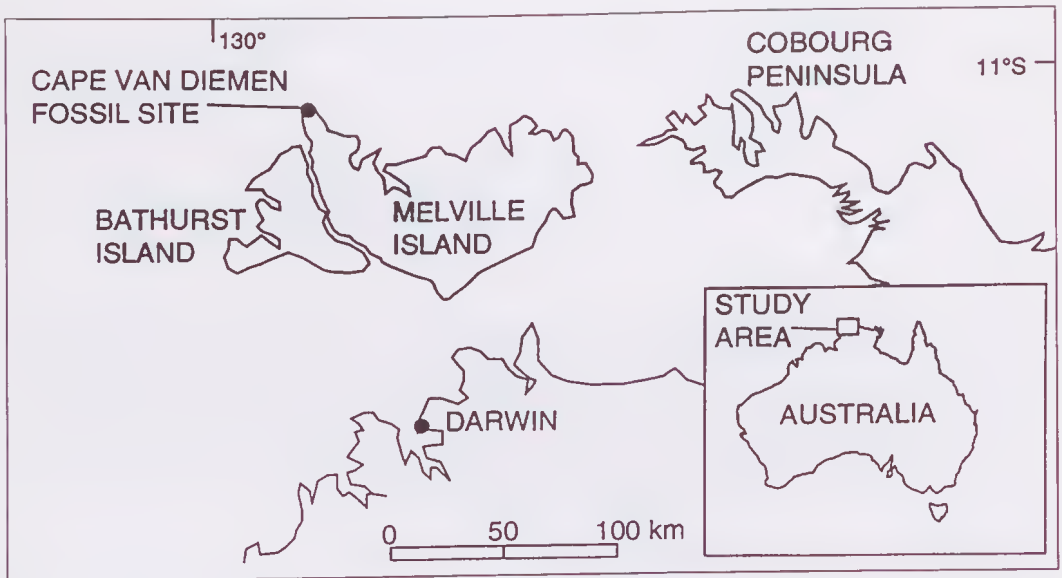 130°
COBOURG
PENINSULA
11°S
CAPE VAN DIEMEN
FOSSIL SITE
BATHURST
ISLAND
MELVILLE
ISLAND
STUDY
AREA
AUSTRALIA
DARWIN
0 50 100 km